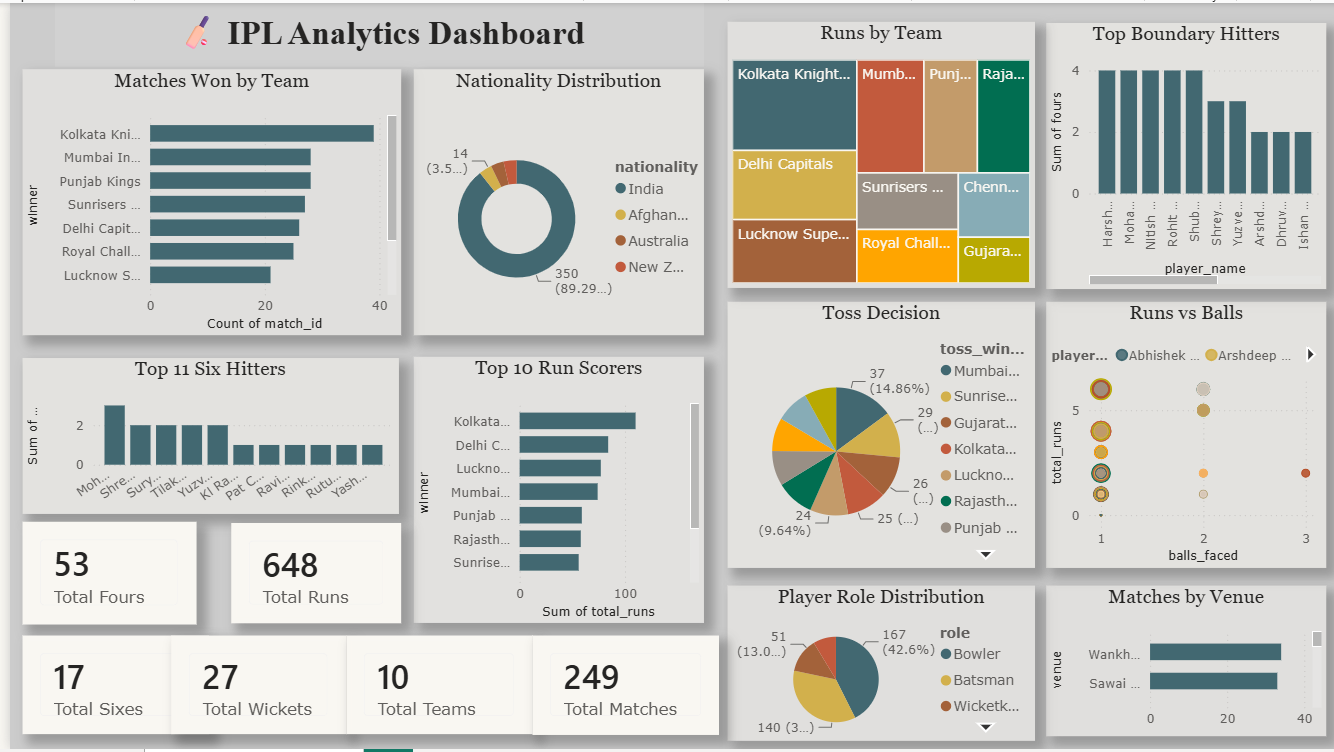 IPL Analytics Dashboard
Matches Won by Team
winner
Kolkata Kni...
Mumbai In...
Punjab Kings
Sunrisers ...
Delhi Capit...
Royal Chall...
Lucknow S...
0
20
40
Count of match_id
Nationality Distribution
14
(3.5...)
350
(89.29...)
nationality
India
Afghan...
Australia
New Z...
Runs by Team
Kolkata Knight...
Delhi Capitals
Lucknow Supe...
Mumb...
Punj...
Raja...
Sunrisers ...
Chenn...
Royal Chall...
Gujara...
Top Boundary Hitters
Sum of fours
4
2
0
Harsh...
Moha...
Nitish ...
Rohit ...
Shub...
Shrey...
Yuzve...
Arshd...
Dhruv...
Ishan ...
player_name
Top 11 Six Hitters
Sum of ...
2
0
Moh...
Shre...
Sury...
Tilak...
Yuzv...
Kl Ra...
Pat C...
Ravi...
Rink...
Rutu...
Yash...
Top 10 Run Scorers
winner
Kolkata...
Delhi C...
Luckno...
Mumbai...
Punjab ...
Rajasth...
Sunrise...
0
100
Sum of total_runs
Toss Decision
37
(14.86%)
29
(...)
26
(...)
25 (...)
24
(9.64%)
toss_win...
Mumbai...
Sunrise...
Gujarat...
Kolkata...
Luckno...
Rajasth...
Punjab ...
Runs vs Balls
player...
Abhishek ...
Arshdeep ...
total_runs
5
0
1
2
3
balls_faced
53
Total Fours
648
Total Runs
17
Total Sixes
27
Total Wickets
10
Total Teams
249
Total Matches
Player Role Distribution
51
(13.0...)
167
(42.6%)
140 (3...)
role
Bowler
Batsman
Wicketk...
Matches by Venue
venue
Wankh...
Sawai ...
0
20
40